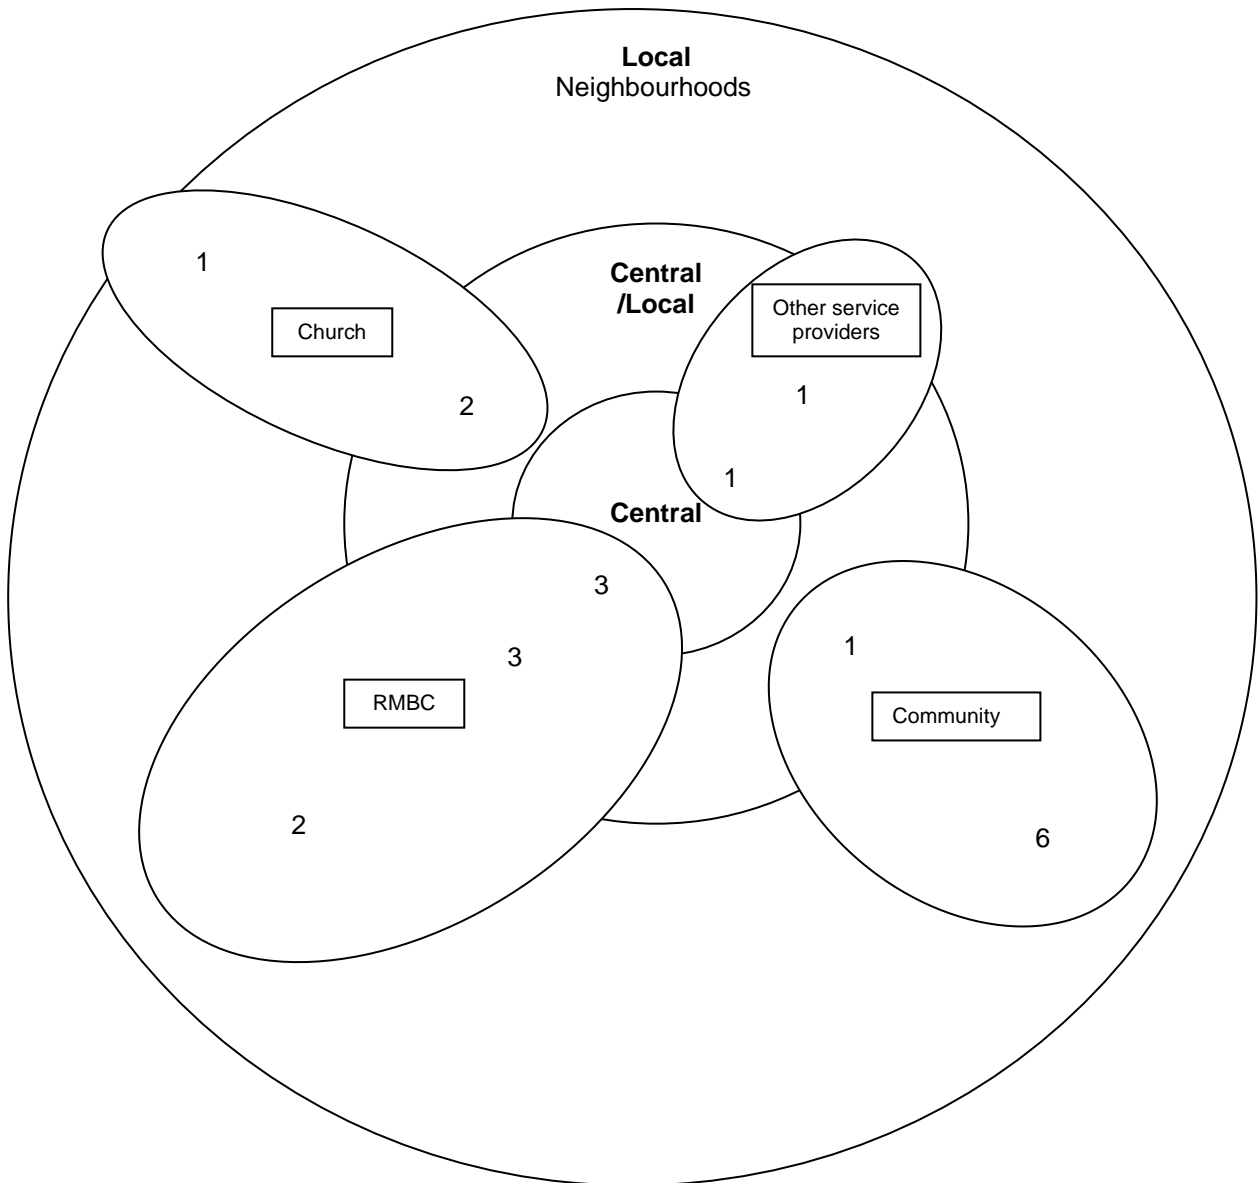 Local
Neighbourhoods
1
Central
/Local
Other service
providers
Church
1
2
1
Central
3
1
3
RMBC
Community
2
6